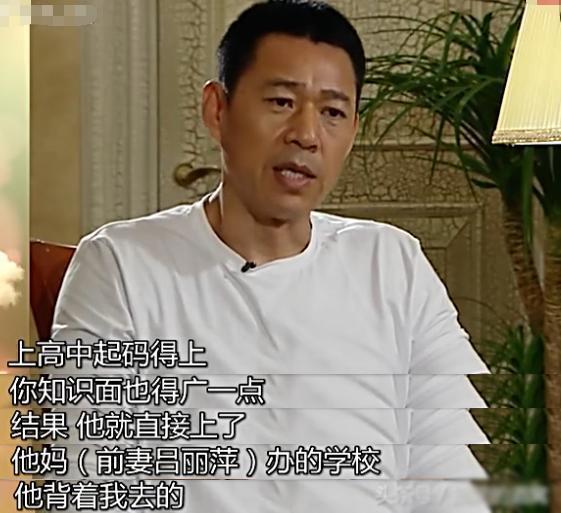 上高中起码得上
你知识面也得广一点
结果 他就直接上了
他妈（前妻吕丽萍）办的学校
他背着我去的